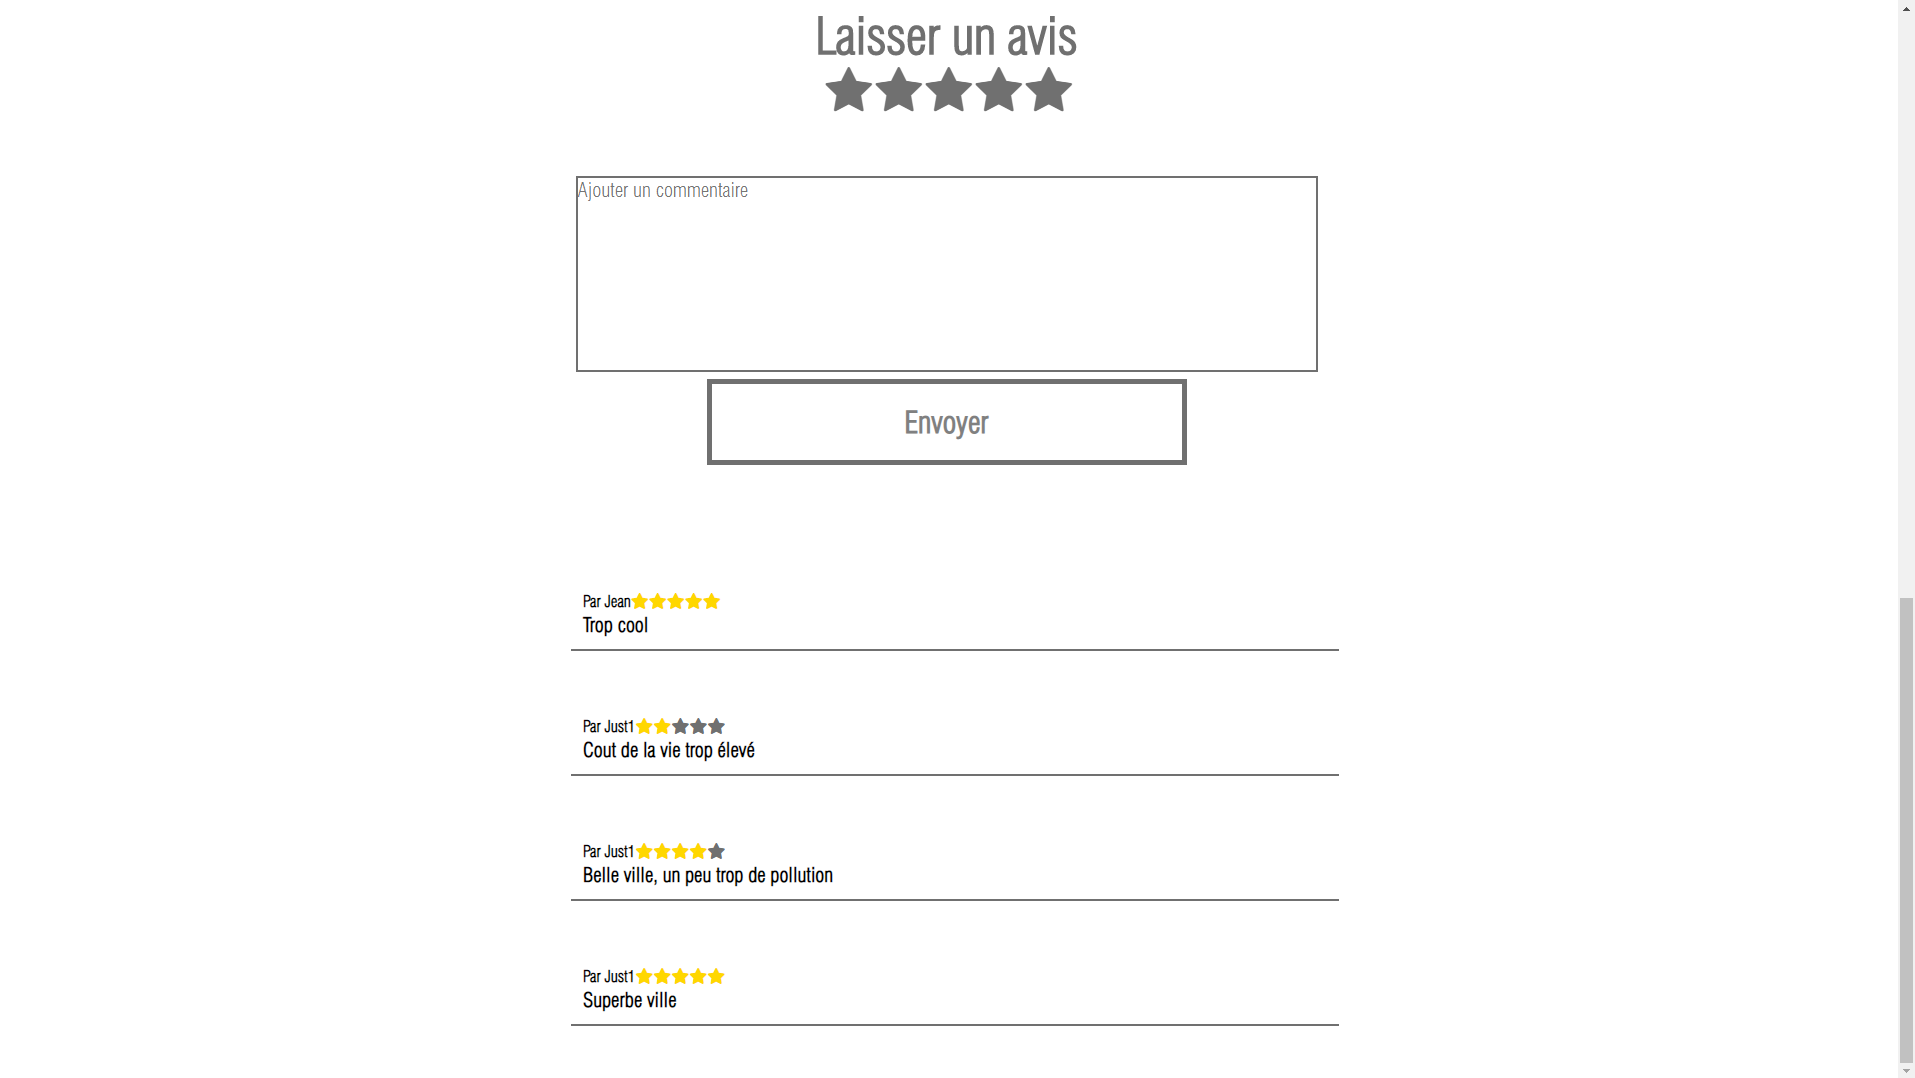 Laisser un avis
Ajouter un commentaire
Envoyer
Par Jean
Trop cool
Par Just1
Cout de la vie trop élevé
Par Just1
Belle ville, un peu trop de pollution
Par Just1
Superbe ville